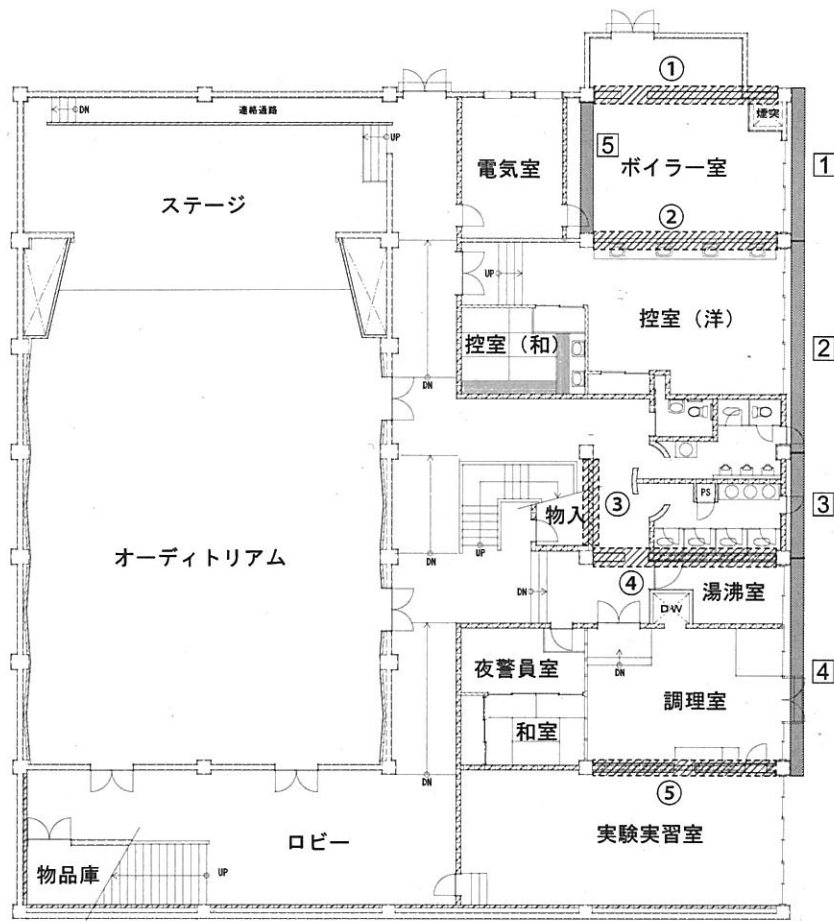 ①
DN
連絡通路
煙突
UP
5
電気室
ボイラー室
1
ステージ
②
UP
控室（洋）
控室（和）
2
DN
PS
③
3
物入
オーディトリアム
UP
DN
④
湯沸室
DN
D・W
夜警員室
DN
4
調理室
和室
DN
⑤
ロビー
実験実習室
物品庫
UP